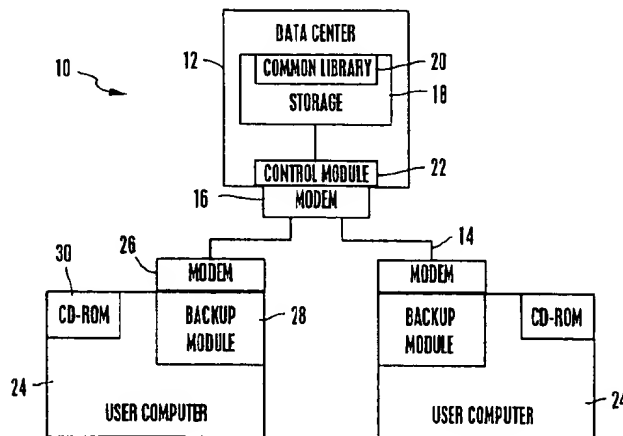 DATA CENTER
12
10
COMMON LIBRARY
20
STORAGE
18
CONTROL MODULE
22
16
MODEM
26
14
30
MODEM
MODEM
CD-ROM
BACKUP
MODULE
28
BACKUP
MODULE
CD-ROM
24
USER COMPUTER
USER COMPUTER
24